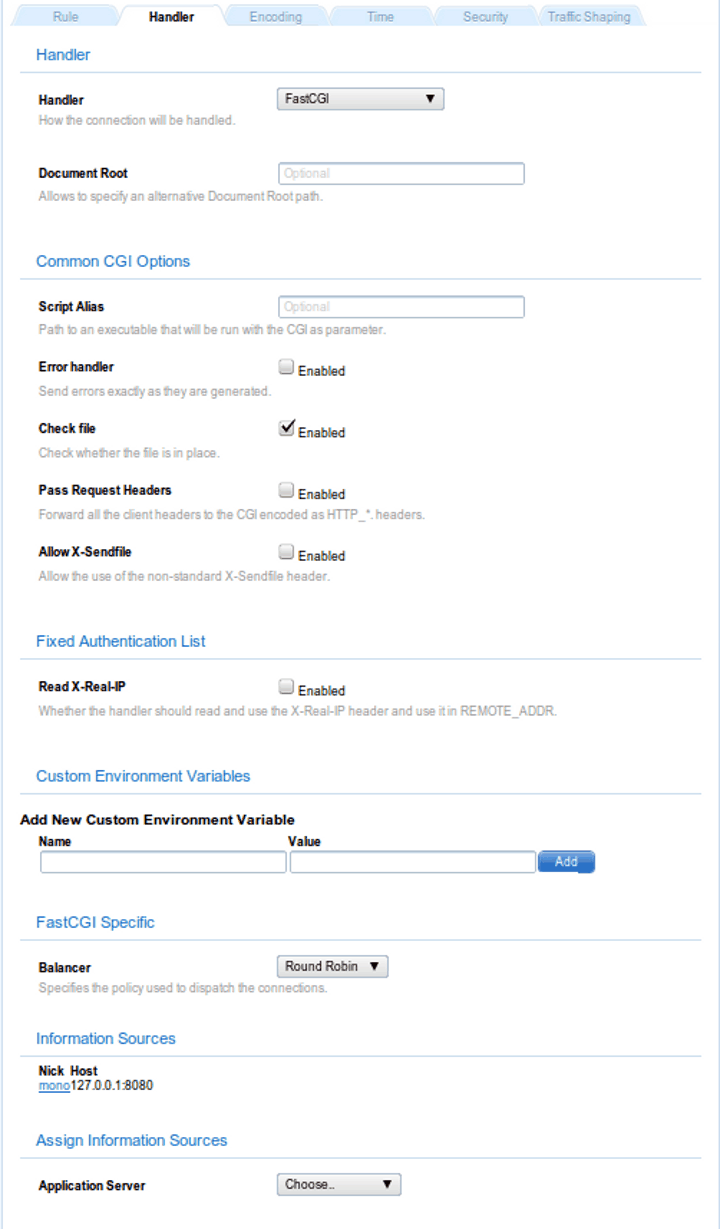 Rule Handler Encoding Time Security Traffic Shaping
Handler
Handler FastCGI
How the connection will be handled.
Document Root Optional
Allows to specify an alternative Document Root path.
Common CGI Options
Script Alias Optional
Path to an executable that will be run with the CGI as parameter.
Error handler Enabled
Send errors exactly as they are generated.
Check file Enabled
Check whether the file is in place.
Pass Request Headers Enabled
Forward all the client headers to the CGI encoded as HTTP_*. headers.
Allow X-Sendfile Enabled
Allow the use of the non-standard X-Sendfile header.
Fixed Authentication List
Read X-Real-IP Enabled
Whether the handler should read and use the X-Real-IP header and use it in REMOTE_ADDR.
Custom Environment Variables
Add New Custom Environment Variable
Name Value
Add
FastCGI Specific
Balancer Round Robin
Specifies the policy used to dispatch the connections.
Information Sources
Nick Host
mono 127.0.0.1:8080
Assign Information Sources
Application Server Choose..